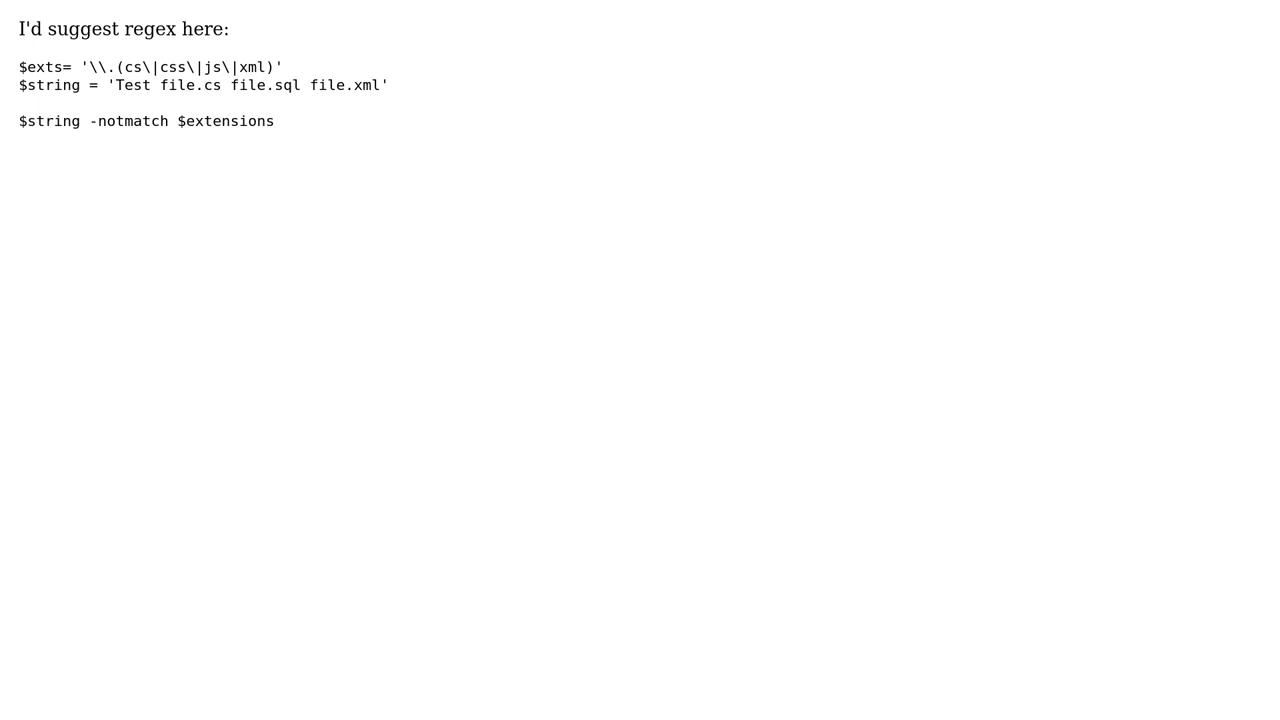 I'd suggest regex here:
$exts= '\\.(cs\|css\|js\|xml)'
$string = 'Test file.cs file.sql file.xml'
$string -notmatch $extensions